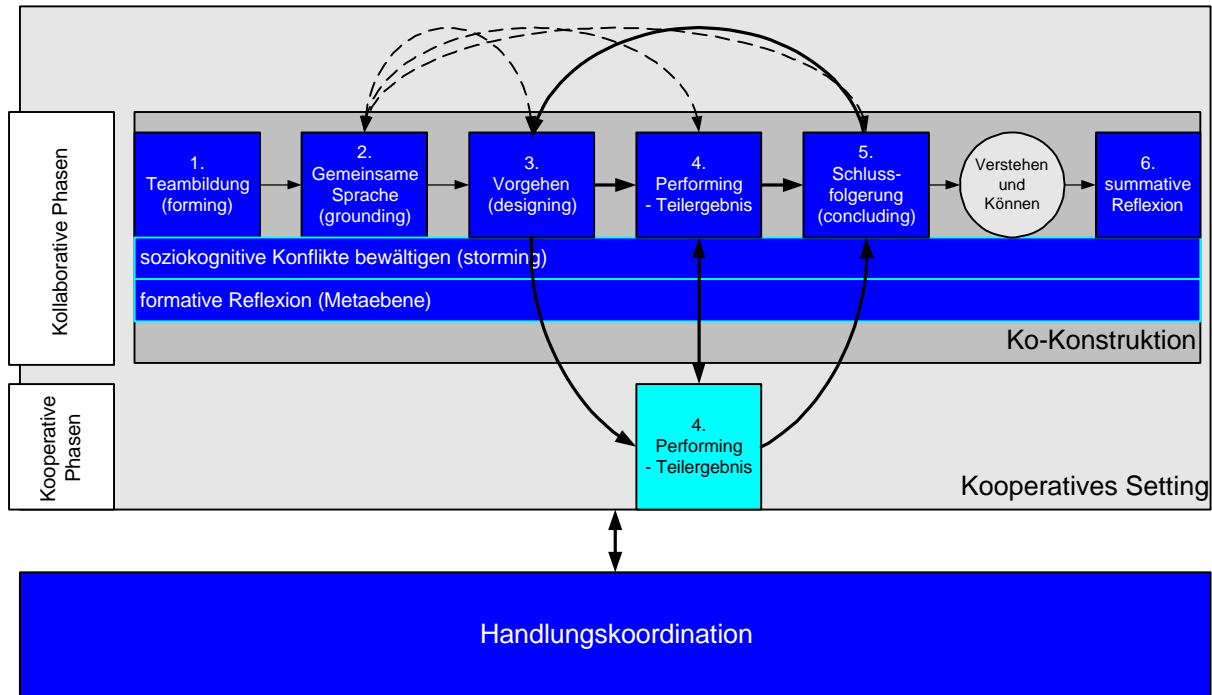 Kollaborative Phasen
1.
Teambildung
(forming)
2.
Gemeinsame
Sprache
(grounding)
3.
Vorgehen
(designing)
4.
Performing
- Teilergebnis
5.
Schluss-
folgerung
(concluding)
Verstehen
und
Können
6.
summative
Reflexion
soziokognitive Konflikte bewältigen (storming)
formative Reflexion (Metaebene)
Ko-Konstruktion
Kooperative
Phasen
4.
Performing
- Teilergebnis
Kooperatives Setting
Handlungskoordination